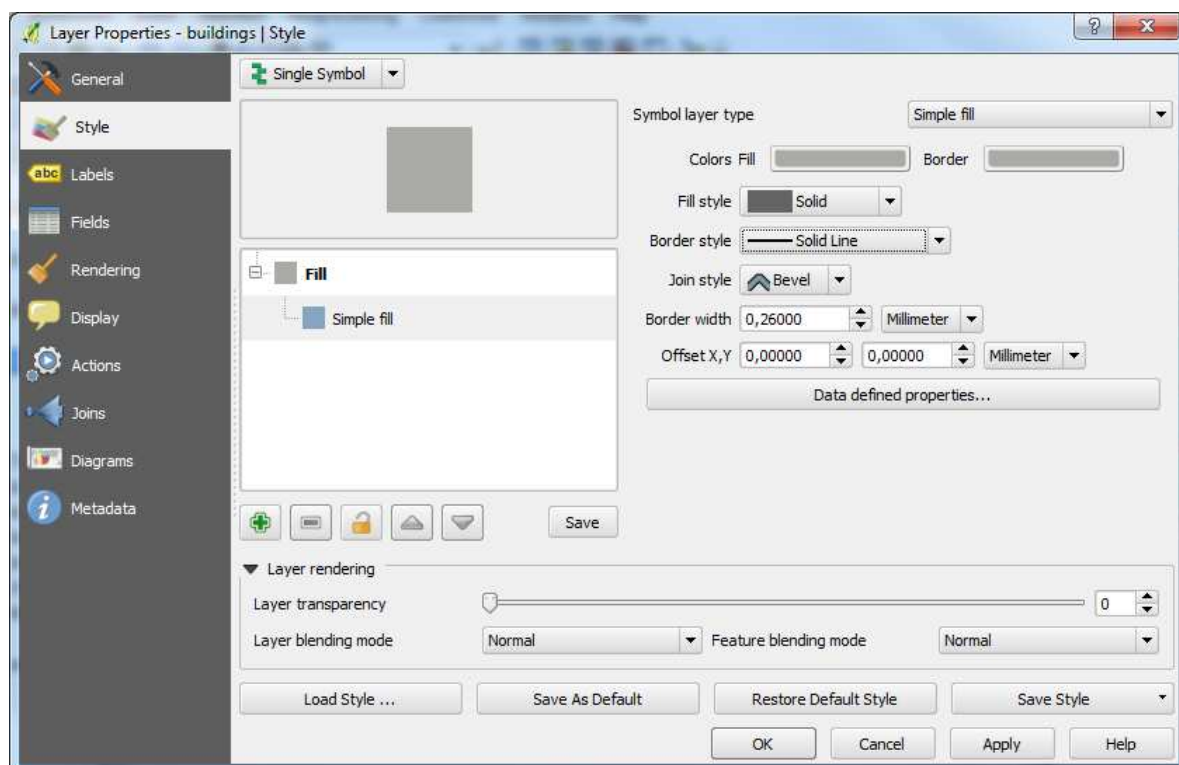 Layer Properties - buildings | Style
General
Style
abc Labels
Fields
Rendering
Display
Actions
Joins
Diagrams
i Metadata
Single Symbol
Fill
Simple fill
Save
Symbol layer type Simple fill
Colors Fill Border
Fill style Solid
Border style Solid Line
Join style Bevel
Border width 0,26000 Millimeter
Offset X,Y 0,00000 0,00000 Millimeter
Data defined properties...
Layer rendering
Layer transparency 0
Layer blending mode Normal Feature blending mode Normal
Load Style ... Save As Default Restore Default Style Save Style
OK Cancel Apply Help